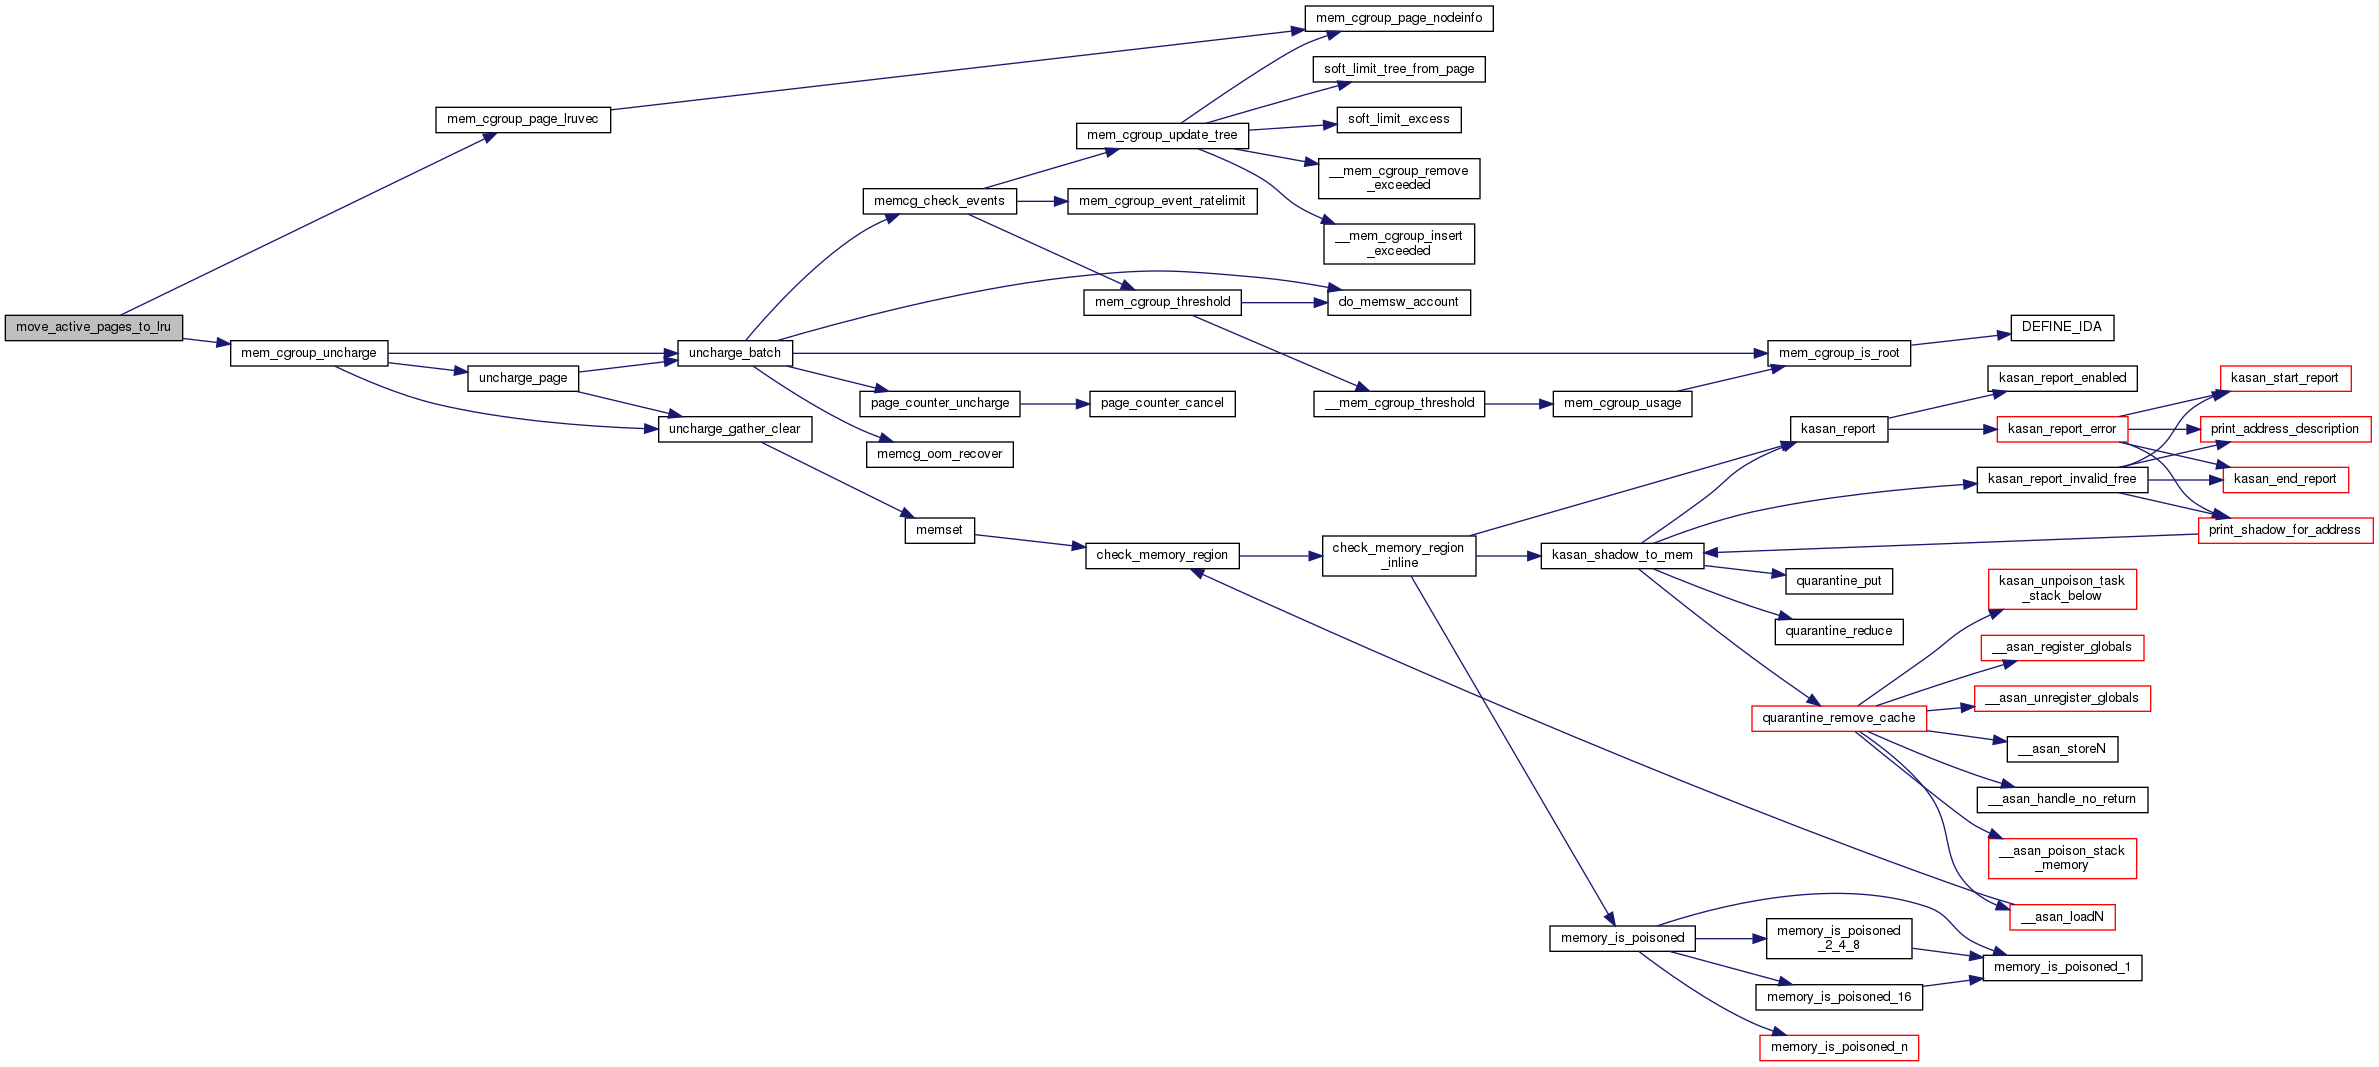 mem_cgroup_page_nodeinfo
soft_limit_tree_from_page
mem_cgroup_page_lruvec
soft_limit_excess
mem_cgroup_update_tree
__mem_cgroup_remove
_exceeded
memcg_check_events
mem_cgroup_event_ratelimit
__mem_cgroup_insert
_exceeded
mem_cgroup_threshold
do_memsw_account
move_active_pages_to_lru
DEFINE_IDA
mem_cgroup_uncharge
uncharge_batch
mem_cgroup_is_root
uncharge_page
kasan_report_enabled
kasan_start_report
page_counter_uncharge
page_counter_cancel
__mem_cgroup_threshold
mem_cgroup_usage
uncharge_gather_clear
kasan_report
kasan_report_error
print_address_description
memcg_oom_recover
kasan_report_invalid_free
kasan_end_report
memset
print_shadow_for_address
check_memory_region
check_memory_region
_inline
kasan_shadow_to_mem
quarantine_put
kasan_unpoison_task
_stack_below
quarantine_reduce
__asan_register_globals
__asan_unregister_globals
quarantine_remove_cache
__asan_storeN
__asan_handle_no_return
__asan_poison_stack
_memory
__asan_loadN
memory_is_poisoned
memory_is_poisoned
_2_4_8
memory_is_poisoned_1
memory_is_poisoned_16
memory_is_poisoned_n